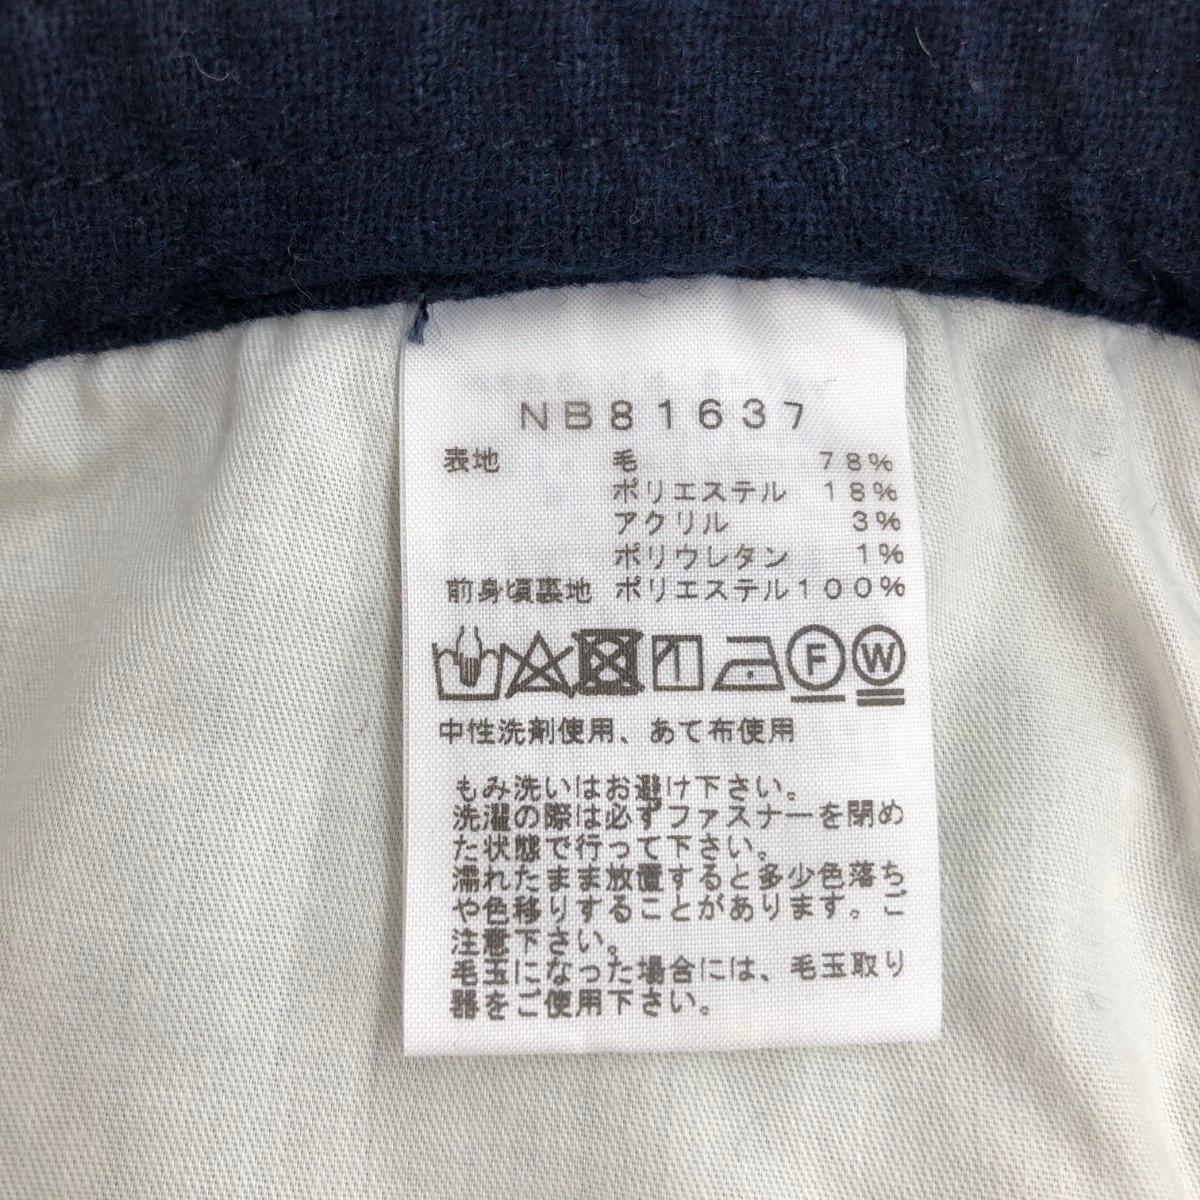 NB81637
表地 毛 78%
ポリエステル 18%
アクリル 3%
ポリウレタン 1%
前身頃裏地 ポリエステル100%
F W
中性洗剤使用、あて布使用
もみ洗いはお避け下さい。
洗濯の際は必ずファスナーを閉め
た状態で行って下さい。
濡れたまま放置すると多少色落ち
や色移りすることがあります。ご
注意下さい。
毛玉になった場合には、毛玉取り
器をご使用下さい。